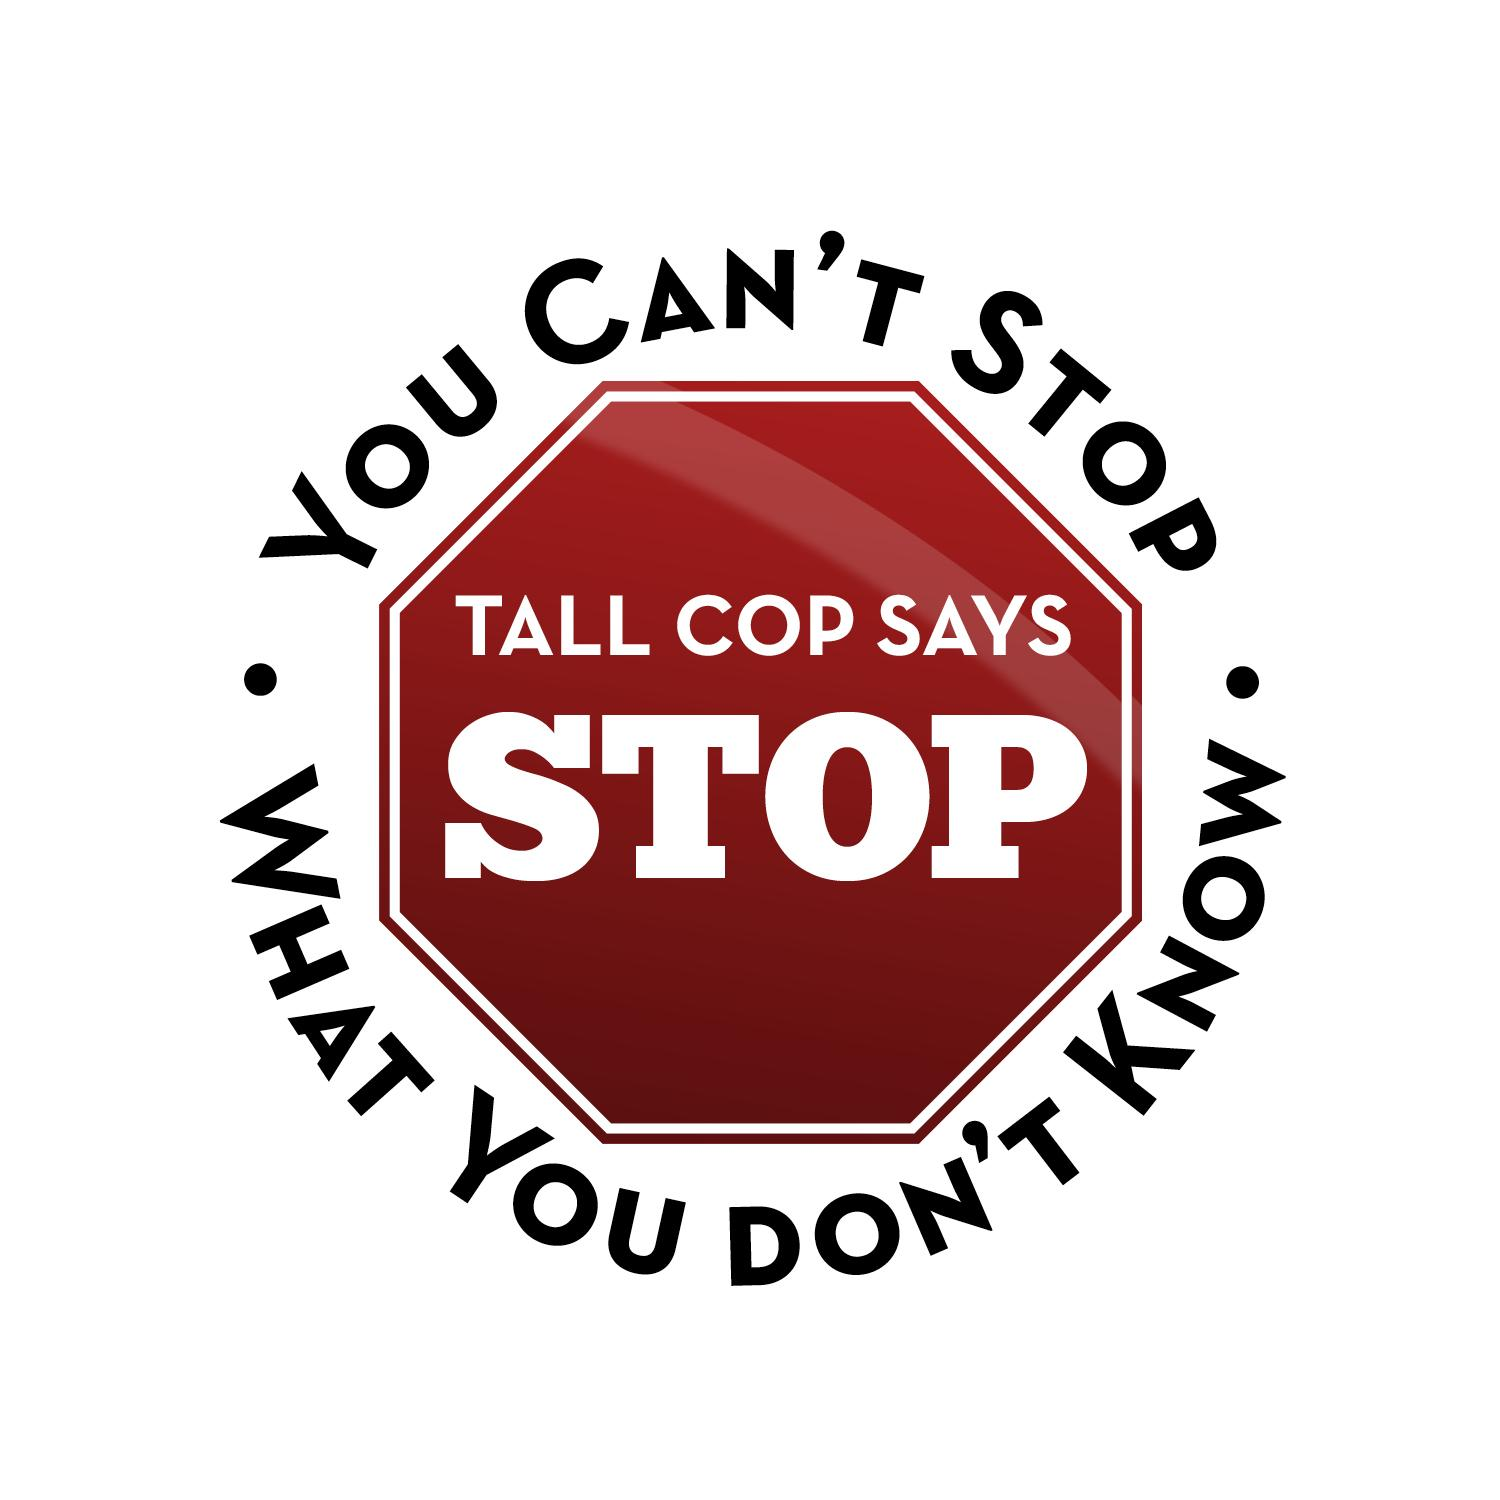 You Can't Stop
TALL COP SAYS
STOP
• What You don't Know •